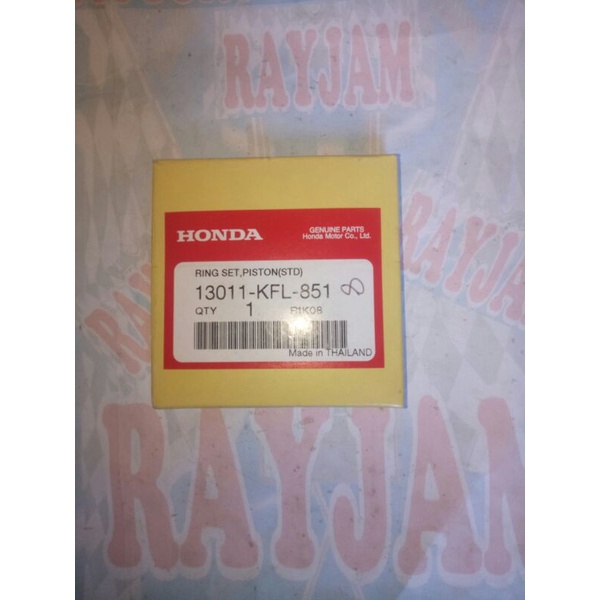 RAYJAM
RAYJAM
HONDA
GENUINE PARTS
Honda Motor Co., Ltd.
RING SET,PISTON(STD)
13011-KFL-851
QTY 1
Made in THAILAND
RAYJAM